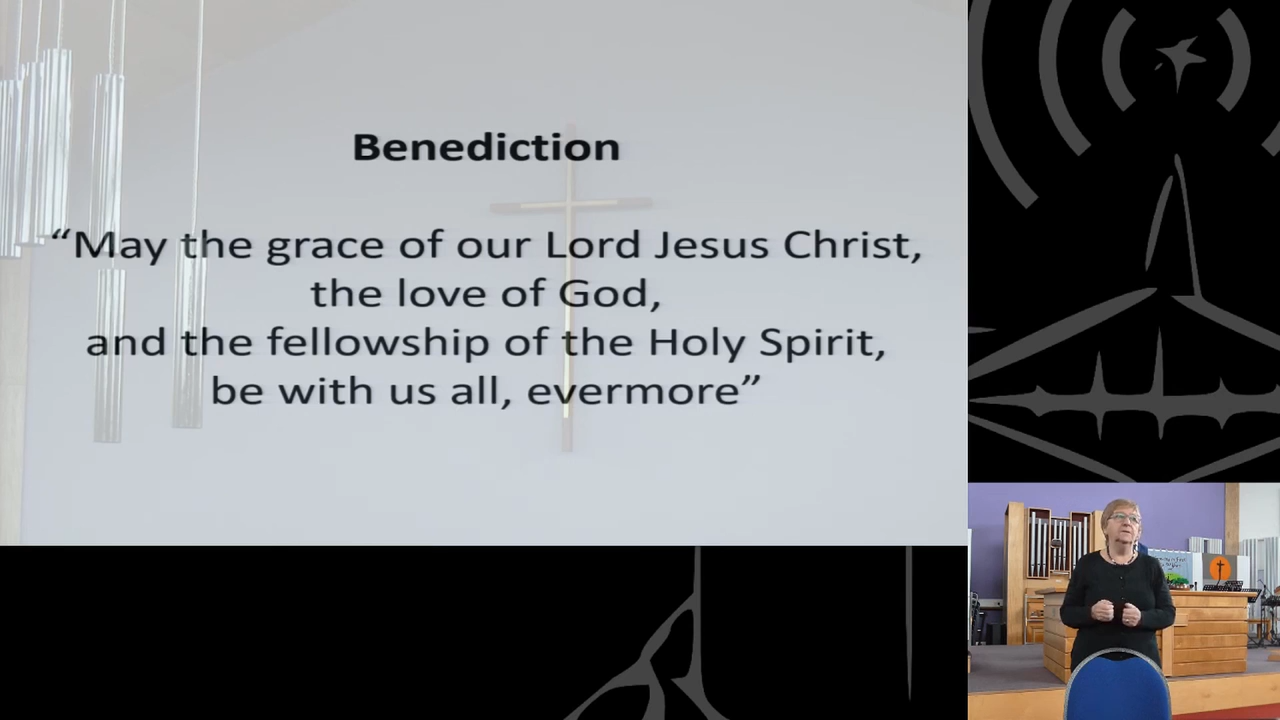 Benediction
“May the grace of our Lord Jesus Christ,
the love of God,
and the fellowship of the Holy Spirit,
be with us all, evermore”